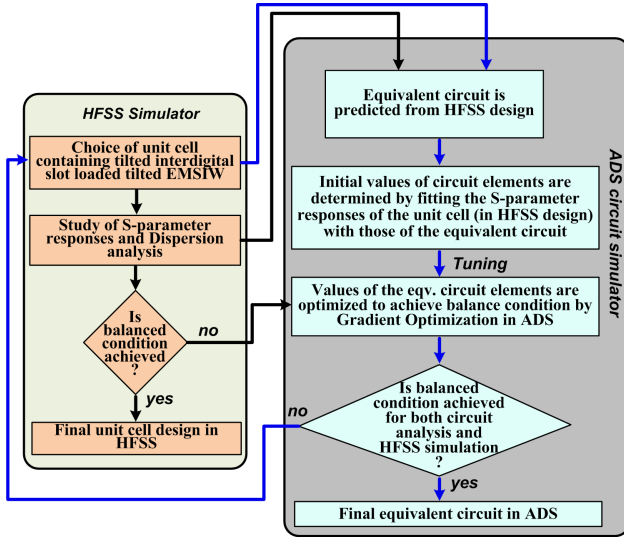 HFSS Simulator
Choice of unit cell
containing tilted interdigital
slot loaded tilted EMSIW
Study of S-parameter
responses and Dispersion
analysis
Is
balanced
condition
achieved
?
no
yes
Final unit cell design in
HFSS
ADS circuit simulator
Equivalent circuit is
predicted from HFSS design
Initial values of circuit elements are
determined by fitting the S-parameter
responses of the unit cell (in HFSS design)
with those of the equivalent circuit
Tuning
Values of the eqv. circuit elements are
optimized to achieve balance condition by
Gradient Optimization in ADS
Is balanced
condition achieved
for both circuit
analysis and
HFSS simulation
?
no
yes
Final equivalent circuit in ADS